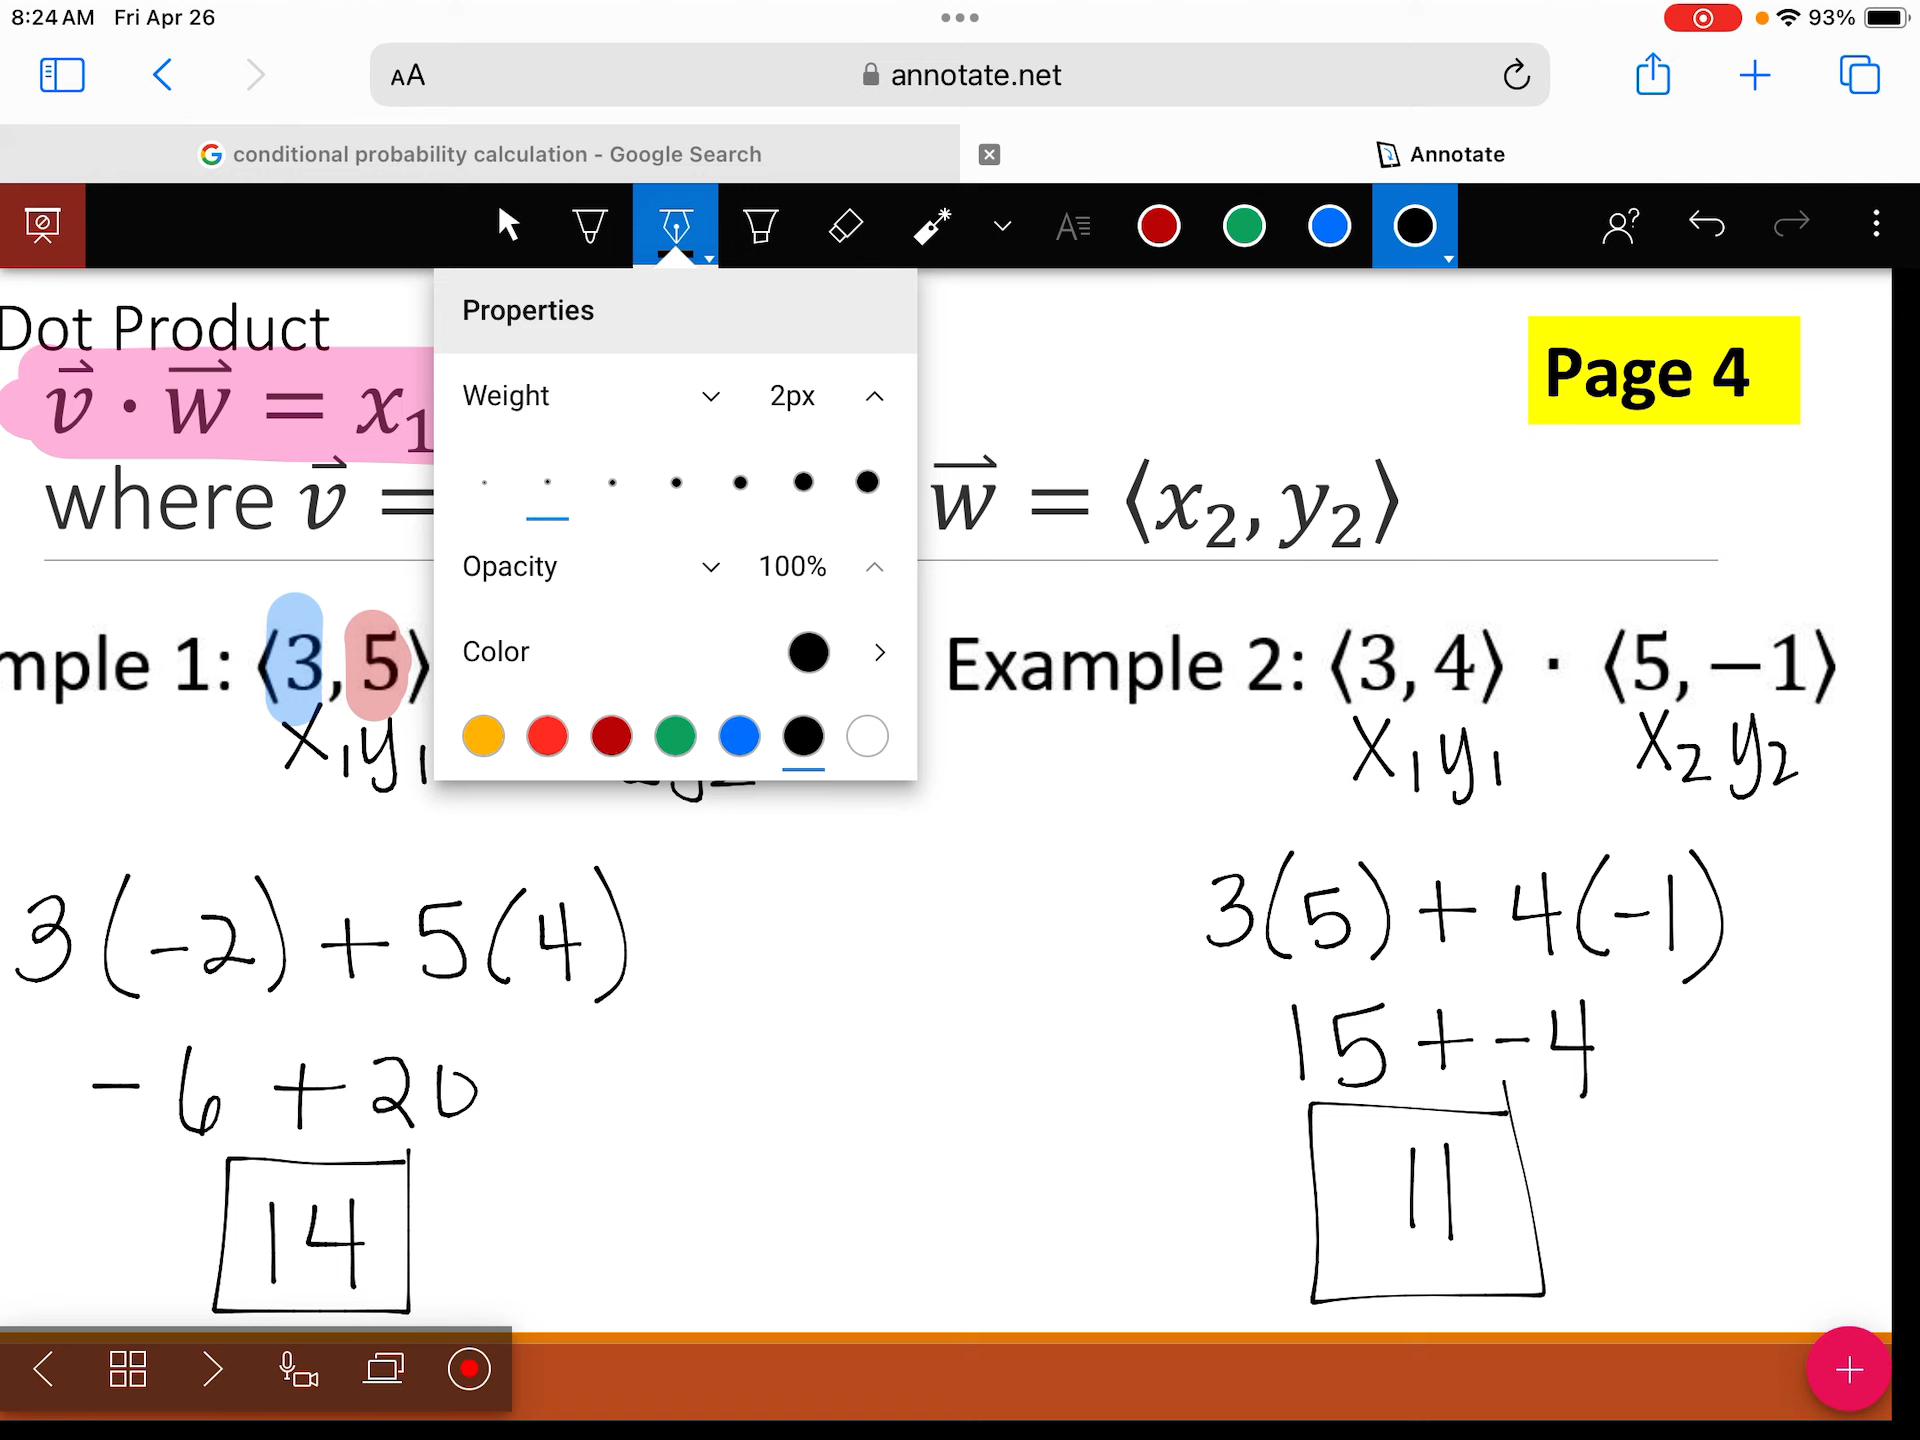 8:24 AM Fri Apr 26 93%
AA annotate.net
conditional probability calculation - Google Search
Annotate
Dot Product
v⃗ · w⃗ = x₁
where v⃗ =
w⃗ = ⟨x₂, y₂⟩
Page 4
Properties
Weight 2px
Opacity 100%
Color
mple 1: ⟨3, 5⟩
x₁ y₁
3(-2) + 5(4)
-6 + 20
14
Example 2: ⟨3, 4⟩ · ⟨5, −1⟩
x₁ y₁ x₂ y₂
3(5) + 4(-1)
15 + -4
11